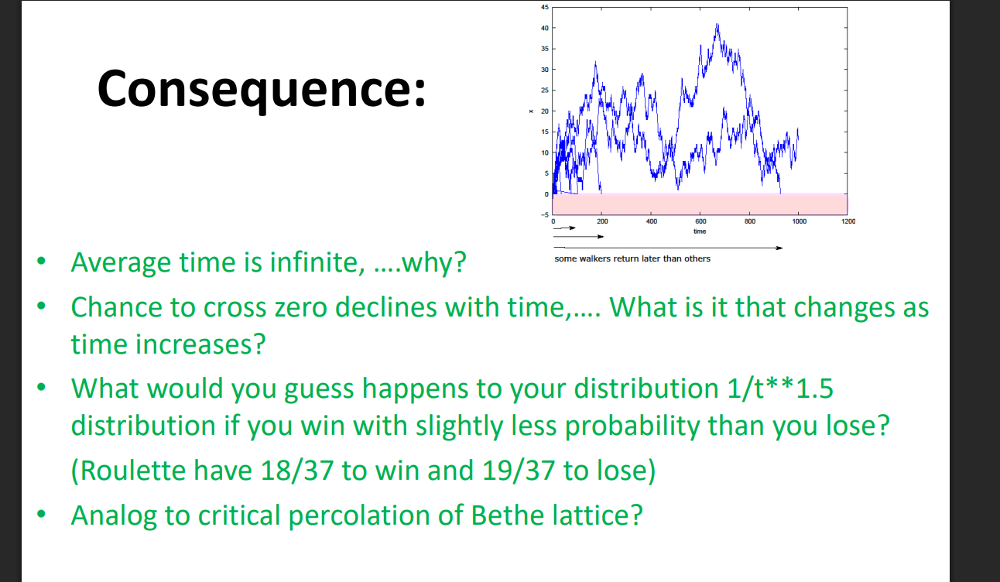 Consequence:
45
40
35
30
25
20
15
10
5
0
−5
x
0 200 400 600 800 1000 1200
time
some walkers return later than others
• Average time is infinite, ….why?
• Chance to cross zero declines with time,…. What is it that changes as
time increases?
• What would you guess happens to your distribution 1/t**1.5
distribution if you win with slightly less probability than you lose?
(Roulette have 18/37 to win and 19/37 to lose)
• Analog to critical percolation of Bethe lattice?